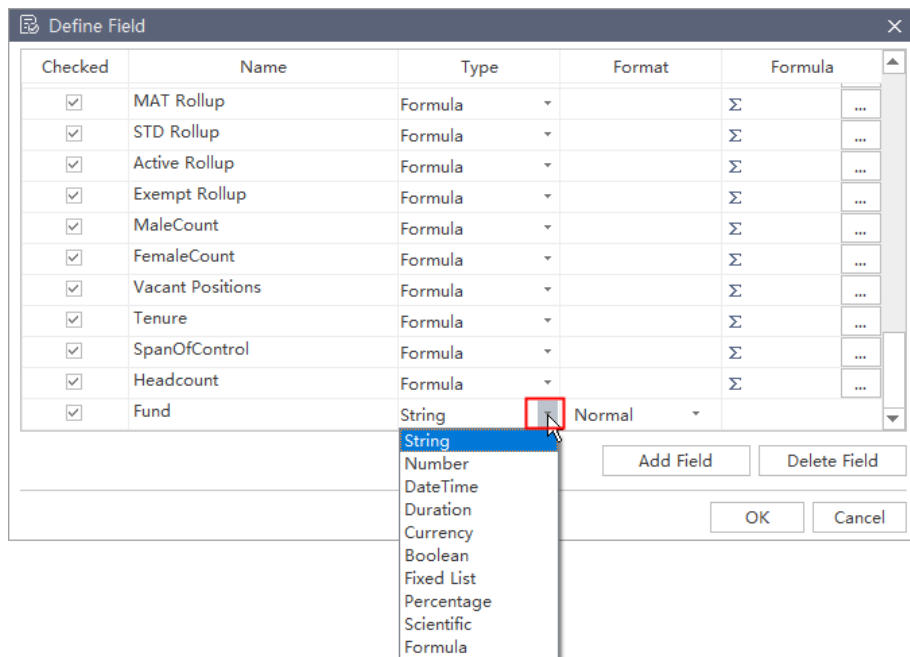 Define Field
Checked Name Type Format Formula
MAT Rollup Formula Σ ...
STD Rollup Formula Σ ...
Active Rollup Formula Σ ...
Exempt Rollup Formula Σ ...
MaleCount Formula Σ ...
FemaleCount Formula Σ ...
Vacant Positions Formula Σ ...
Tenure Formula Σ ...
SpanOfControl Formula Σ ...
Headcount Formula Σ ...
Fund String Normal
String
Number
DateTime
Duration
Currency
Boolean
Fixed List
Percentage
Scientific
Formula
Add Field Delete Field
OK Cancel